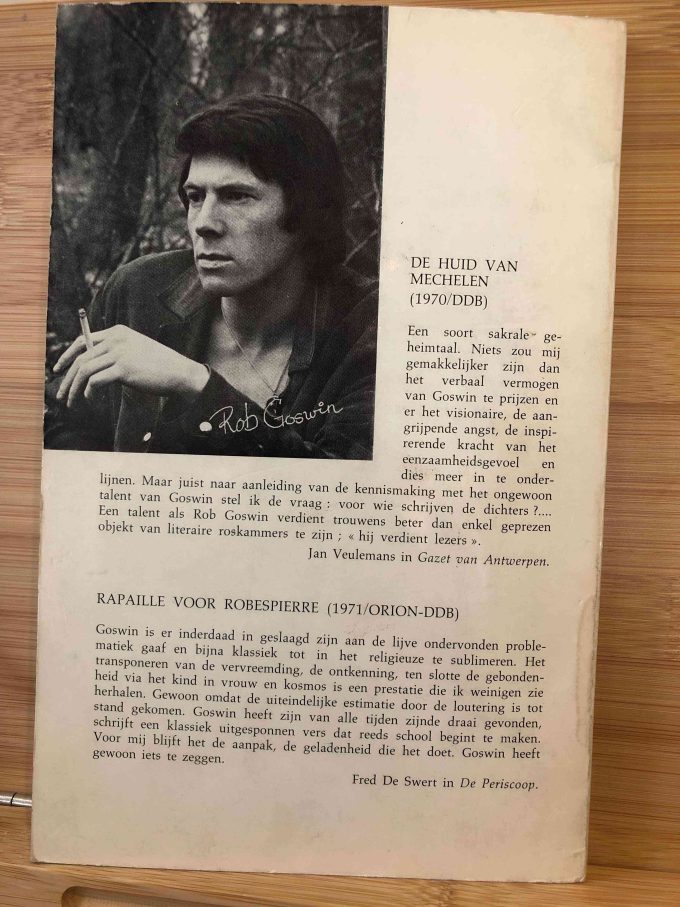 Rob Goswin
DE HUID VAN
MECHELEN
(1970/DDB)
Een soort sakrale ge-
heimtaal. Niets zou mij
gemakkelijker zijn dan
het verbaal vermogen
van Goswin te prijzen en
er het visionaire, de aan-
grijpende angst, de inspi-
rerende kracht van het
eenzaamheidsgevoel en
dies meer in te onder-
lijnen. Maar juist naar aanleiding van de kennismaking met het ongewoon
talent van Goswin stel ik de vraag : voor wie schrijven de dichters ?....
Een talent als Rob Goswin verdient trouwens beter dan enkel geprezen
objekt van literaire roskammers te zijn ; « hij verdient lezers ».
Jan Veulemans in Gazet van Antwerpen.
RAPAILLE VOOR ROBESPIERRE (1971/ORION-DDB)
Goswin is er inderdaad in geslaagd zijn aan de lijve ondervonden proble-
matiek gaaf en bijna klassiek tot in het religieuze te sublimeren. Het
transponeren van de vervreemding, de ontkenning, ten slotte de gebonden-
heid via het kind in vrouw en kosmos is een prestatie die ik weinigen zie
herhalen. Gewoon omdat de uiteindelijke estimatie door de loutering is tot
stand gekomen. Goswin heeft zijn van alle tijden zijnde draai gevonden,
schrijft een klassiek uitgesponnen vers dat reeds school begint te maken.
Voor mij blijft het de aanpak, de geladenheid die het doet. Goswin heeft
gewoon iets te zeggen.
Fred De Swert in De Periscoop.